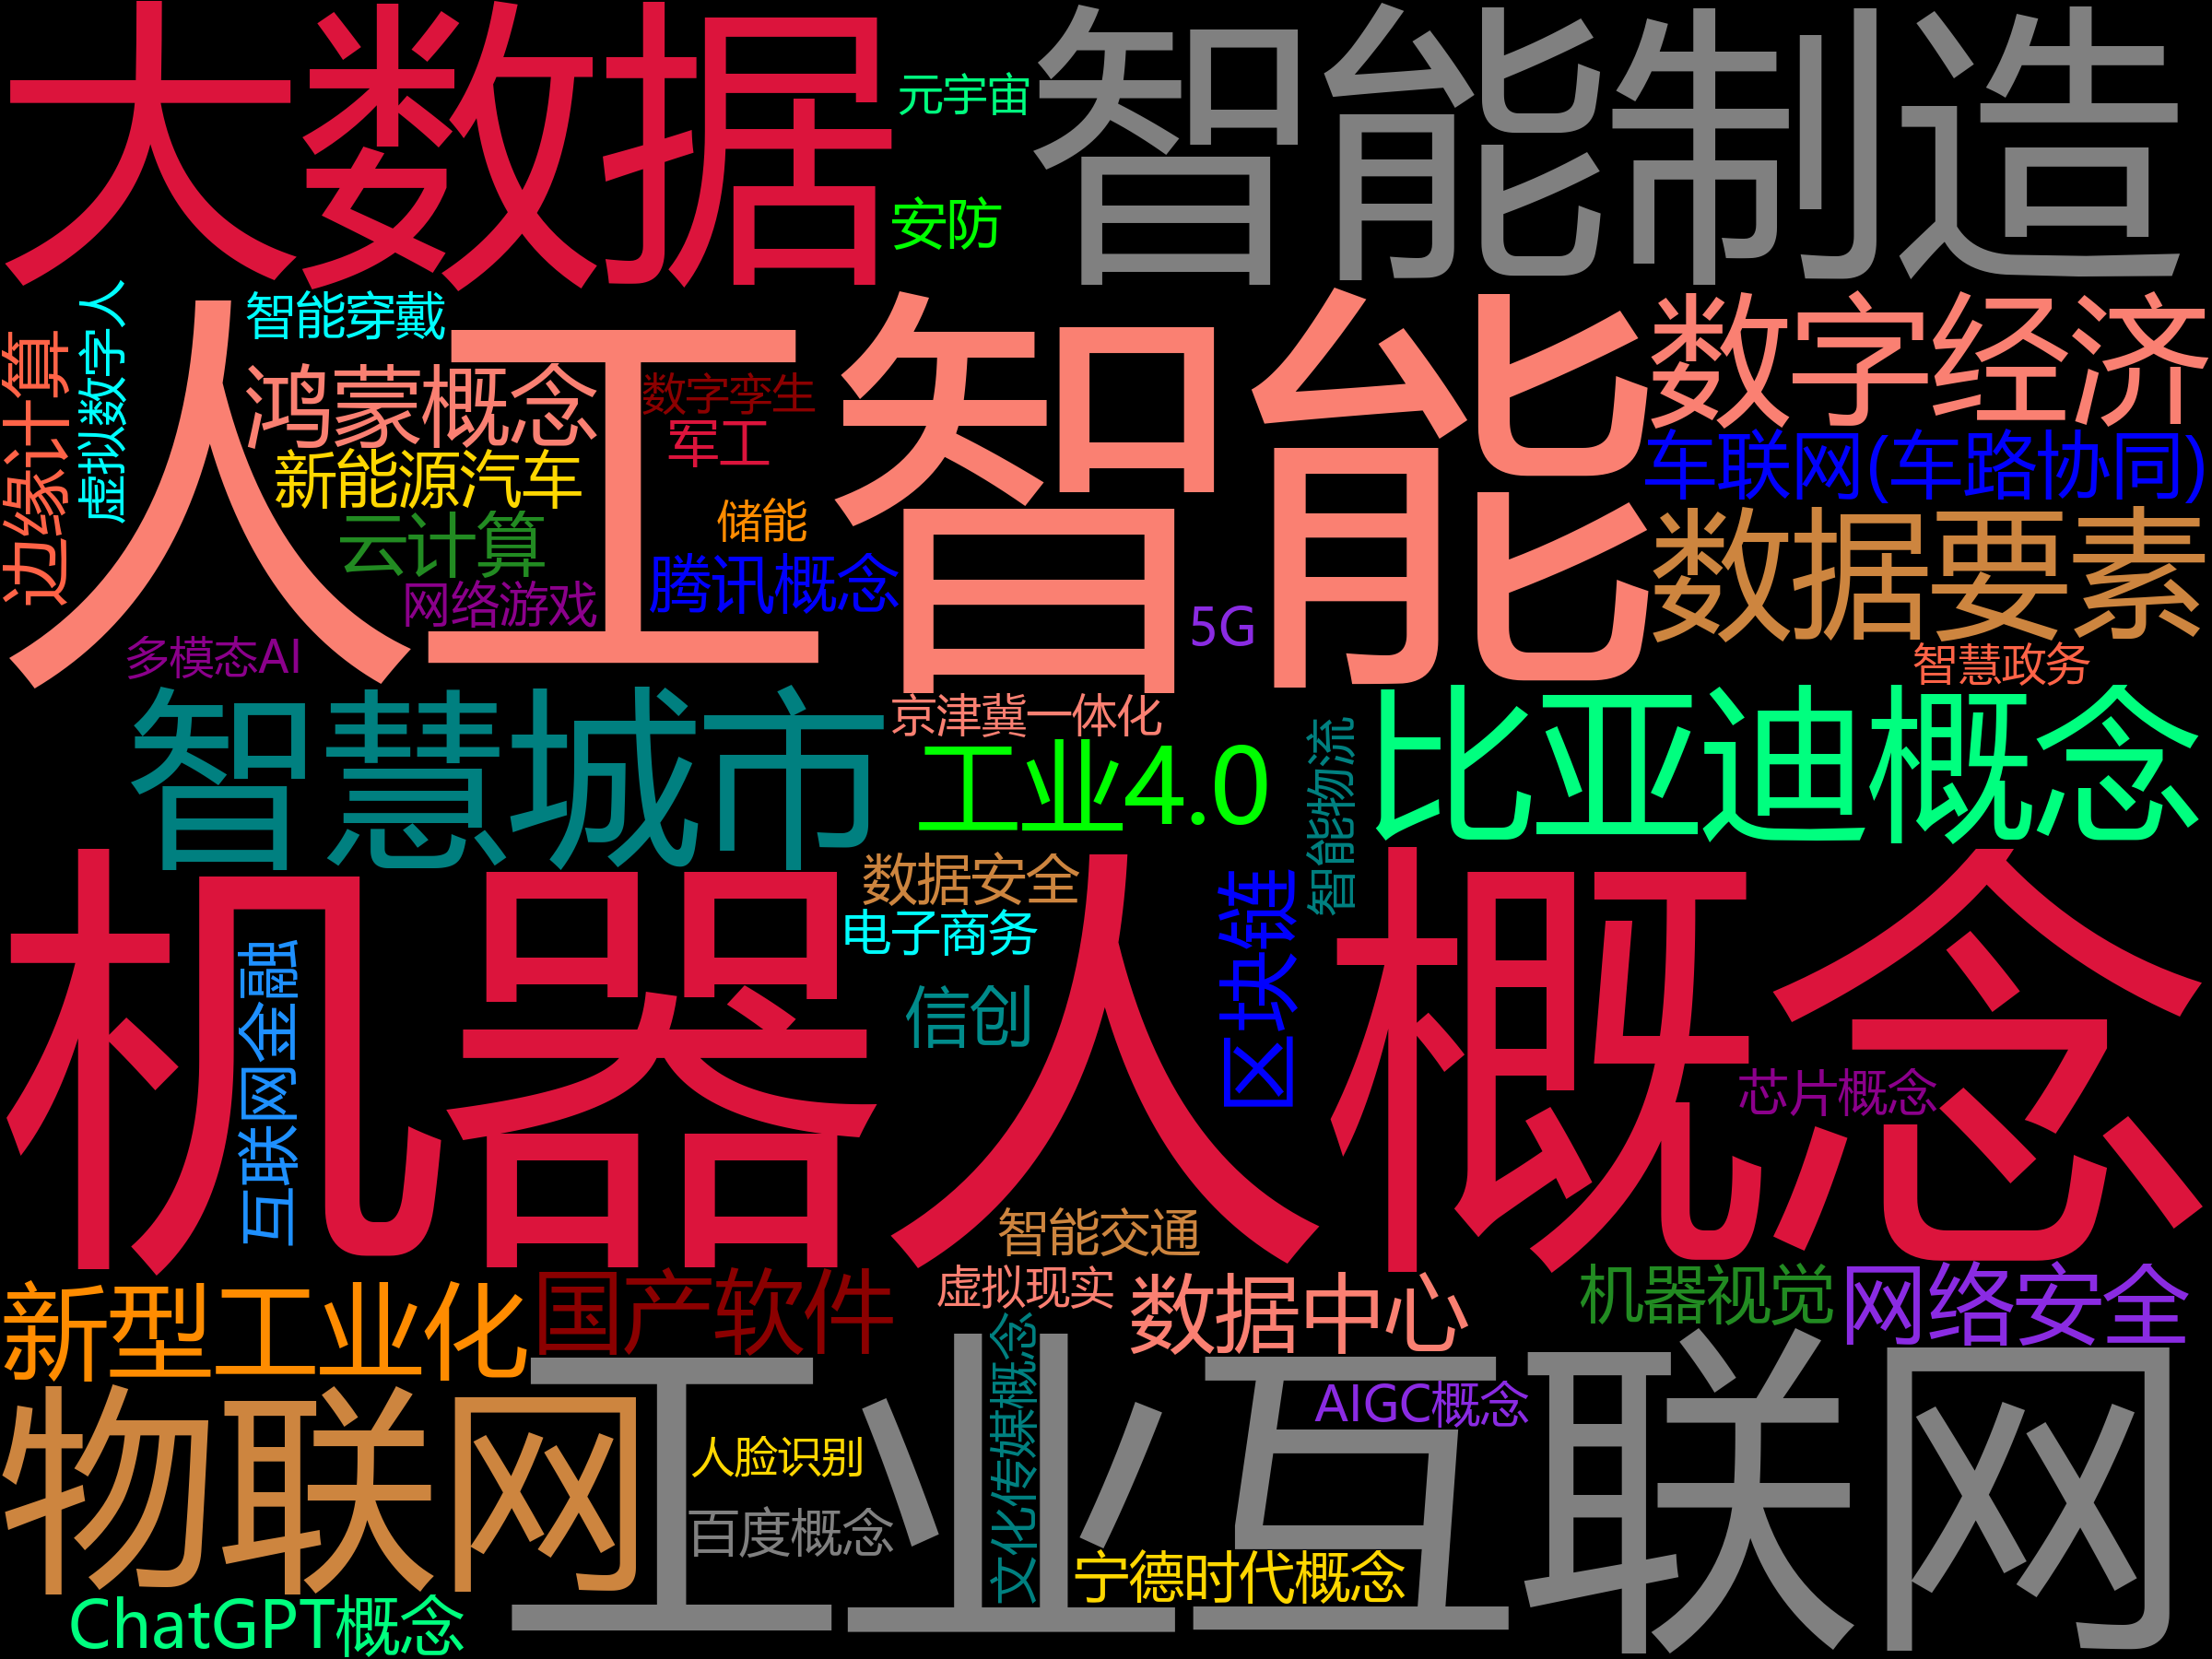 大数据
元宇宙
安防
智能制造
边缘计算
虚拟数字人
智能穿戴
人工智能
鸿蒙概念
数字孪生
军工
新能源汽车
储能
云计算
腾讯概念
网络游戏
5G
多模态AI
数字经济
车联网(车路协同)
数据要素
智慧政务
智慧城市
京津冀一体化
工业4.0
智能物流
比亚迪概念
数据安全
电子商务
信创
区块链
机器人概念
互联网金融
芯片概念
智能交通
虚拟现实
新型工业化
国产软件
数据中心
机器视觉
网络安全
物联网
工业互联网
人脸识别
百度概念
文化传媒概念
AIGC概念
宁德时代概念
ChatGPT概念